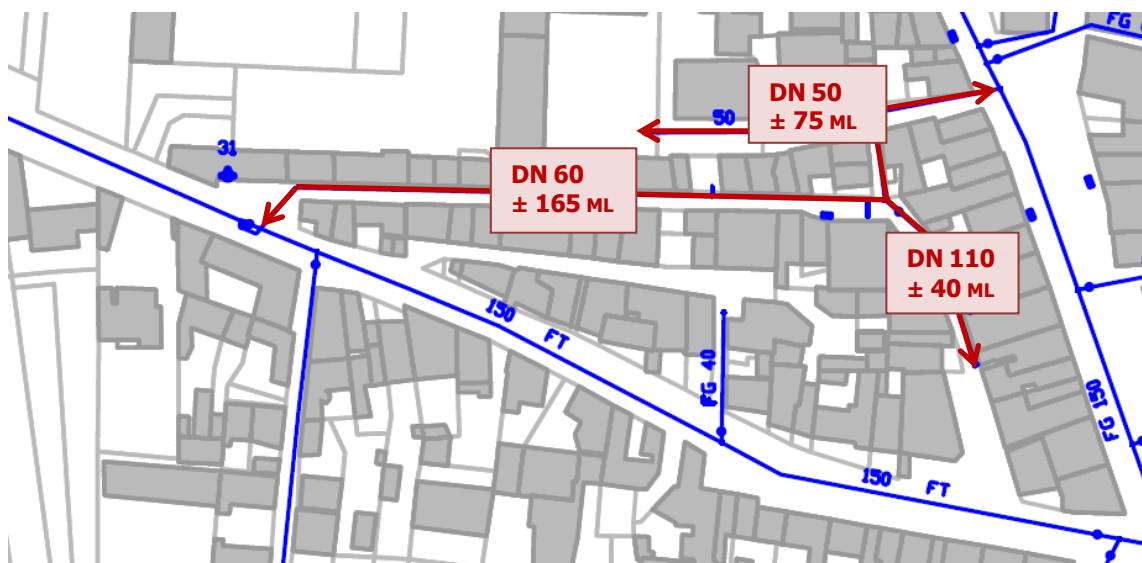 FG
DN 50
± 75 ML
50
31
DN 60
± 165 ML
DN 110
± 40 ML
150 FT
FG 40
FG 150
150 FT